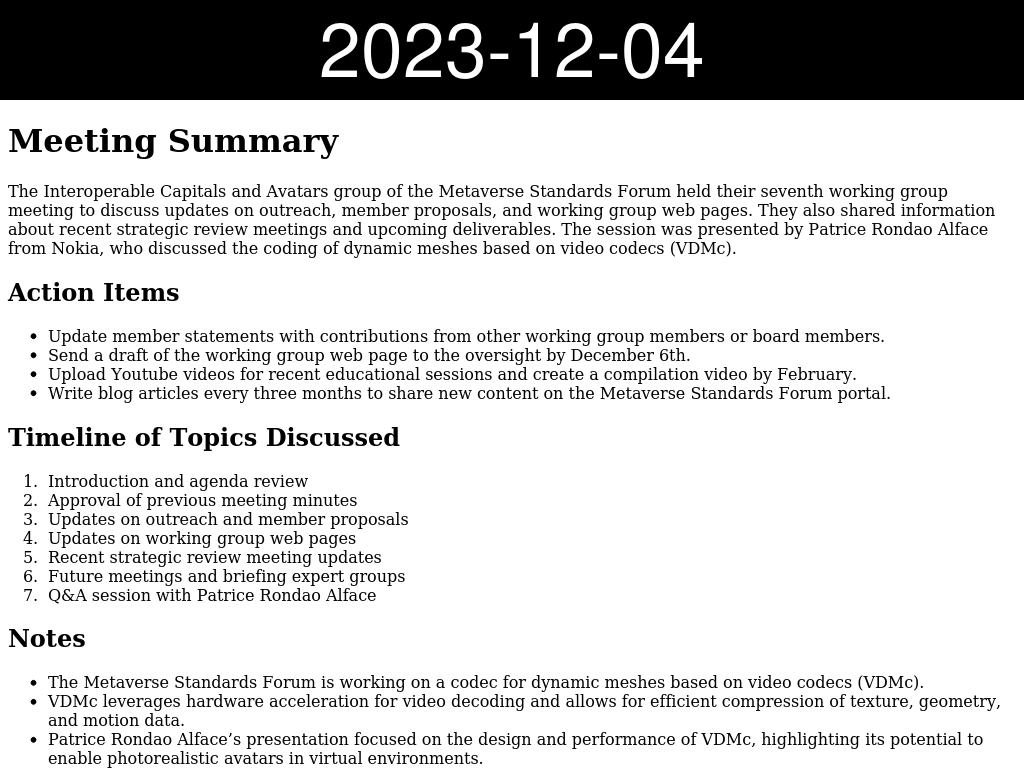 2023-12-04
Meeting Summary
The Interoperable Capitals and Avatars group of the Metaverse Standards Forum held their seventh working group
meeting to discuss updates on outreach, member proposals, and working group web pages. They also shared information
about recent strategic review meetings and upcoming deliverables. The session was presented by Patrice Rondao Alface
from Nokia, who discussed the coding of dynamic meshes based on video codecs (VDMc).
Action Items
• Update member statements with contributions from other working group members or board members.
• Send a draft of the working group web page to the oversight by December 6th.
• Upload Youtube videos for recent educational sessions and create a compilation video by February.
• Write blog articles every three months to share new content on the Metaverse Standards Forum portal.
Timeline of Topics Discussed
1. Introduction and agenda review
2. Approval of previous meeting minutes
3. Updates on outreach and member proposals
4. Updates on working group web pages
5. Recent strategic review meeting updates
6. Future meetings and briefing expert groups
7. Q&A session with Patrice Rondao Alface
Notes
• The Metaverse Standards Forum is working on a codec for dynamic meshes based on video codecs (VDMc).
• VDMc leverages hardware acceleration for video decoding and allows for efficient compression of texture, geometry,
and motion data.
• Patrice Rondao Alface’s presentation focused on the design and performance of VDMc, highlighting its potential to
enable photorealistic avatars in virtual environments.